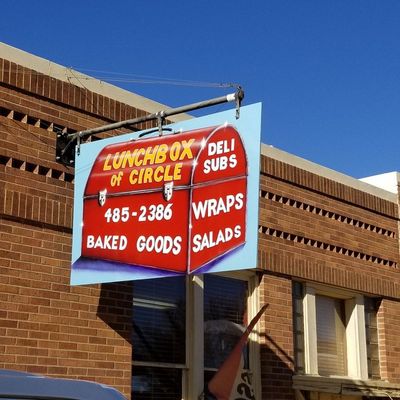 LUNCHBOX
of CIRCLE
485-2386
BAKED GOODS
DELI
SUBS
WRAPS
SALADS